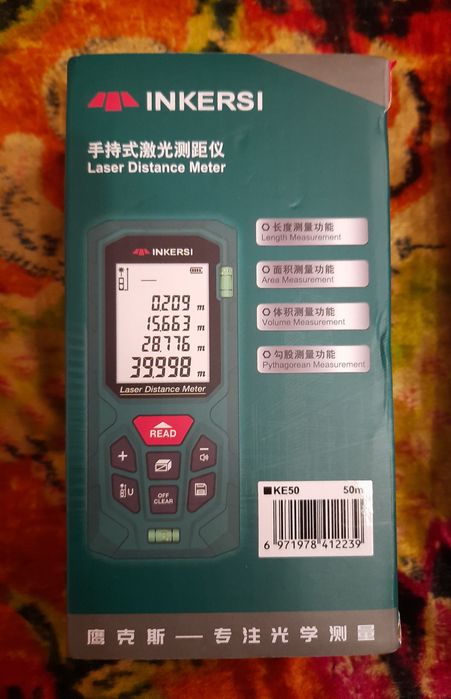 INKERSI
手持式激光测距仪
Laser Distance Meter
长度测量功能
Length Measurement
面积测量功能
Area Measurement
体积测量功能
Volume Measurement
勾股测量功能
Pythagorean Measurement
INKERSI
0.209 m
15.663 m
28.776 m
39.998 m
Laser Distance Meter
READ
+
−
U
OFF
CLEAR
KE50 50m
6 971978 412239
鹰克斯 — 专注光学测量